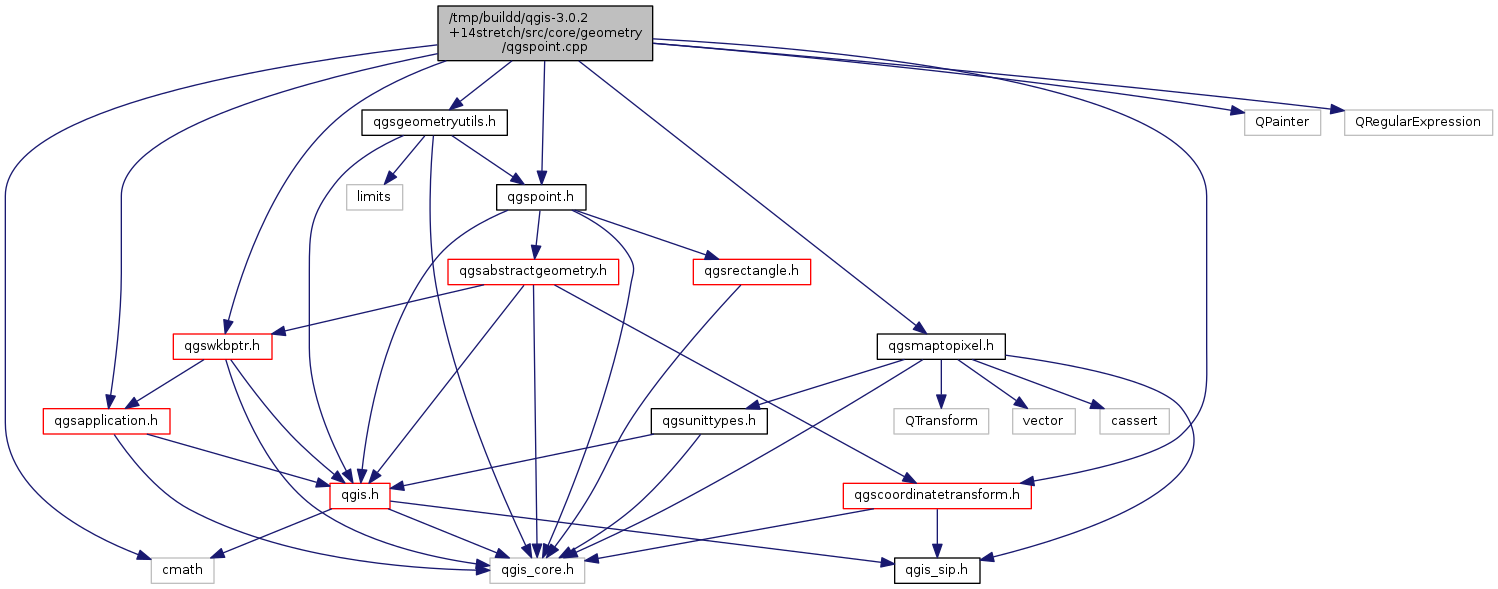 /tmp/buildd/qgis-3.0.2
+14stretch/src/core/geometry
/qgspoint.cpp
qgsgeometryutils.h
QPainter
QRegularExpression
limits
qgspoint.h
qgsabstractgeometry.h
qgsrectangle.h
qgswkbptr.h
qgsmaptopixel.h
qgsapplication.h
qgsunittypes.h
QTransform
vector
cassert
qgis.h
qgscoordinatetransform.h
cmath
qgis_core.h
qgis_sip.h